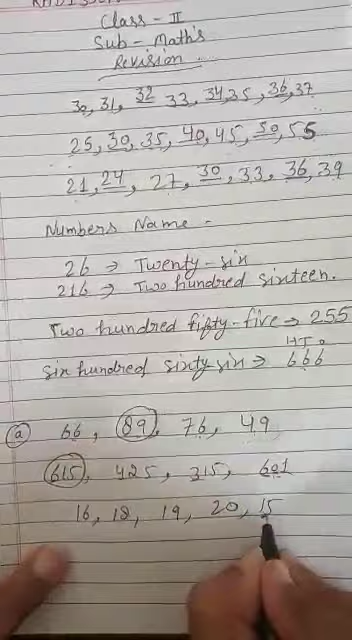 Class - II
Sub - Math's
Revision ...
30, 31, 32 33, 34, 35, 36, 37
25, 30, 35, 40, 45, 50, 55
21, 24, 27, 30, 33, 36, 39
Numbers Name -
26 => Twenty-six
216 => Two hundred sixteen.
Two hundred fifty-five => 255
H T O
Six hundred, sixty-six => 666
(a) 66, 89, 76, 49
615, 425, 315, 601
16, 18, 19, 20, 15